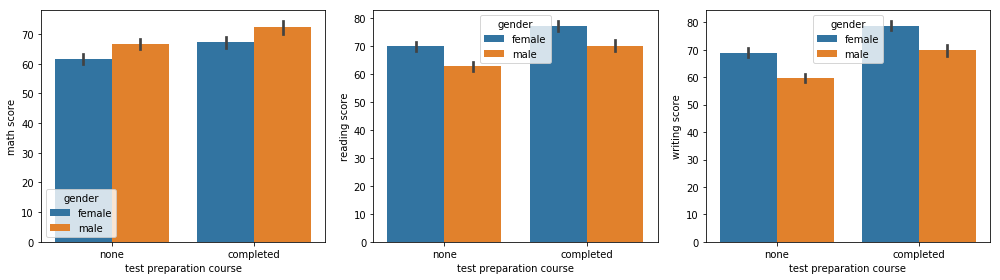 math score
70
60
50
40
30
20
10
0
gender
female
male
none completed
test preparation course
reading score
80
70
60
50
40
30
20
10
0
gender
female
male
none completed
test preparation course
writing score
80
70
60
50
40
30
20
10
0
gender
female
male
none completed
test preparation course